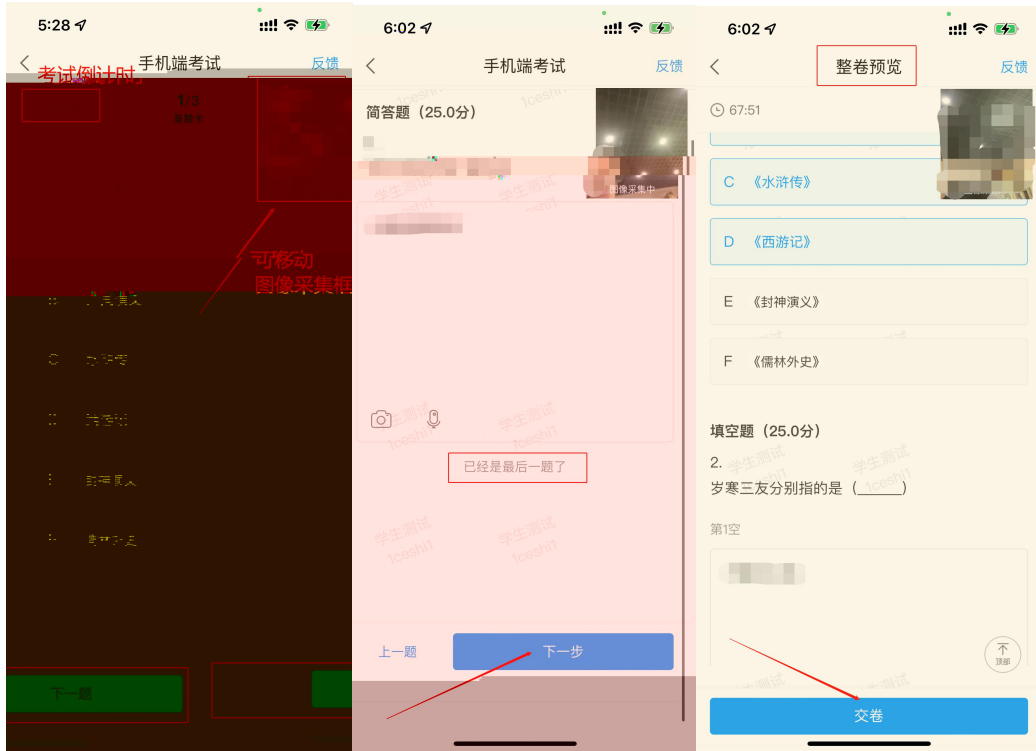 5:28
手机端考试
反馈
考试倒计时
1/3
可移动
图像采集框
下一题
6:02
手机端考试
反馈
简答题（25.0分）
图像采集中
已经是最后一题了
学生测试
1ceshi1
上一题
下一步
6:02
整卷预览
反馈
67:51
C 《水浒传》
D 《西游记》
E 《封神演义》
F 《儒林外史》
填空题（25.0分）
2.
岁寒三友分别指的是（______）
第1空
顶部
交卷